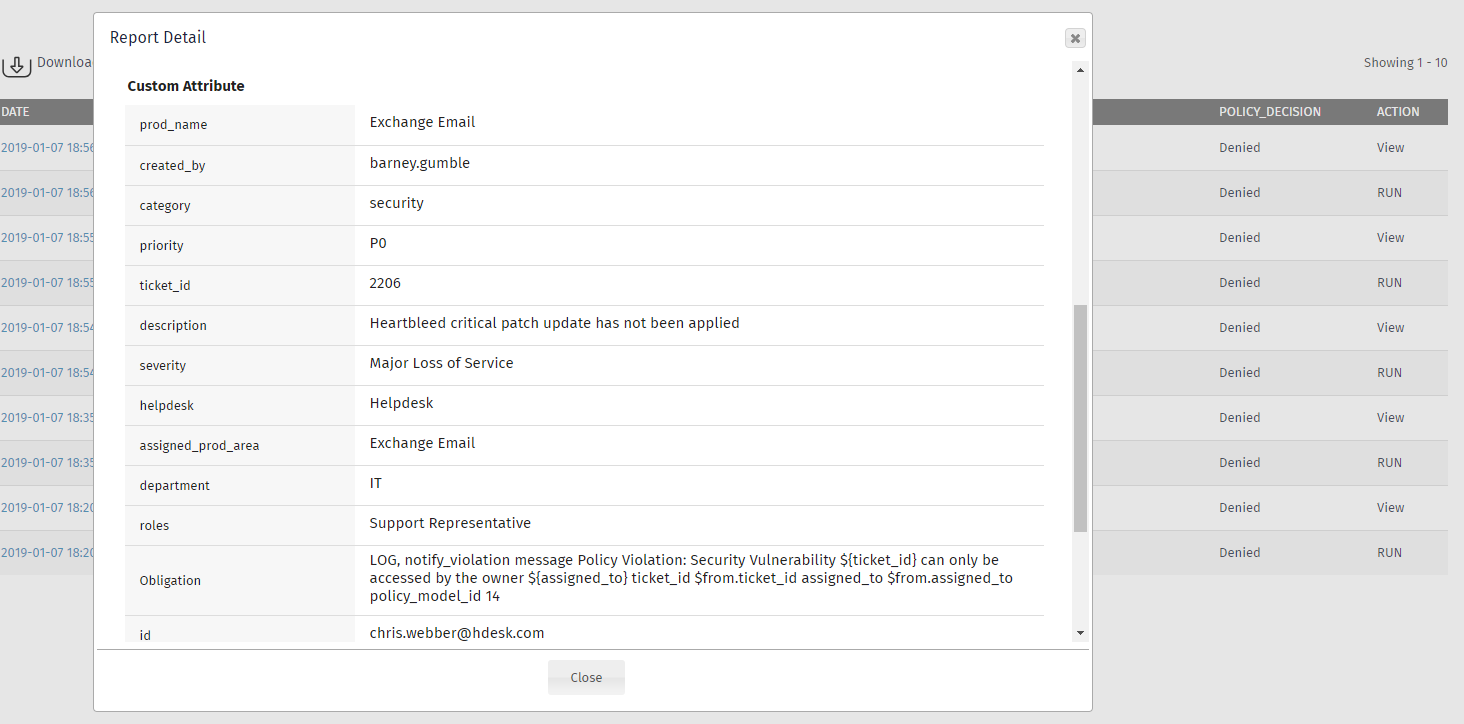 Report Detail
Downloa
Showing 1 - 10
DATE
POLICY_DECISION
ACTION
2019-01-07 18:56
Denied
View
2019-01-07 18:56
Denied
RUN
2019-01-07 18:55
Denied
View
2019-01-07 18:55
Denied
RUN
2019-01-07 18:54
Denied
View
2019-01-07 18:54
Denied
RUN
2019-01-07 18:35
Denied
View
2019-01-07 18:35
Denied
RUN
2019-01-07 18:20
Denied
View
2019-01-07 18:20
Denied
RUN
Custom Attribute
prod_name Exchange Email
created_by barney.gumble
category security
priority P0
ticket_id 2206
description Heartbleed critical patch update has not been applied
severity Major Loss of Service
helpdesk Helpdesk
assigned_prod_area Exchange Email
department IT
roles Support Representative
Obligation
LOG, notify_violation message Policy Violation: Security Vulnerability ${ticket_id} can only be
accessed by the owner ${assigned_to} ticket_id $from.ticket_id assigned_to $from.assigned_to
policy_model_id 14
id chris.webber@hdesk.com
Close